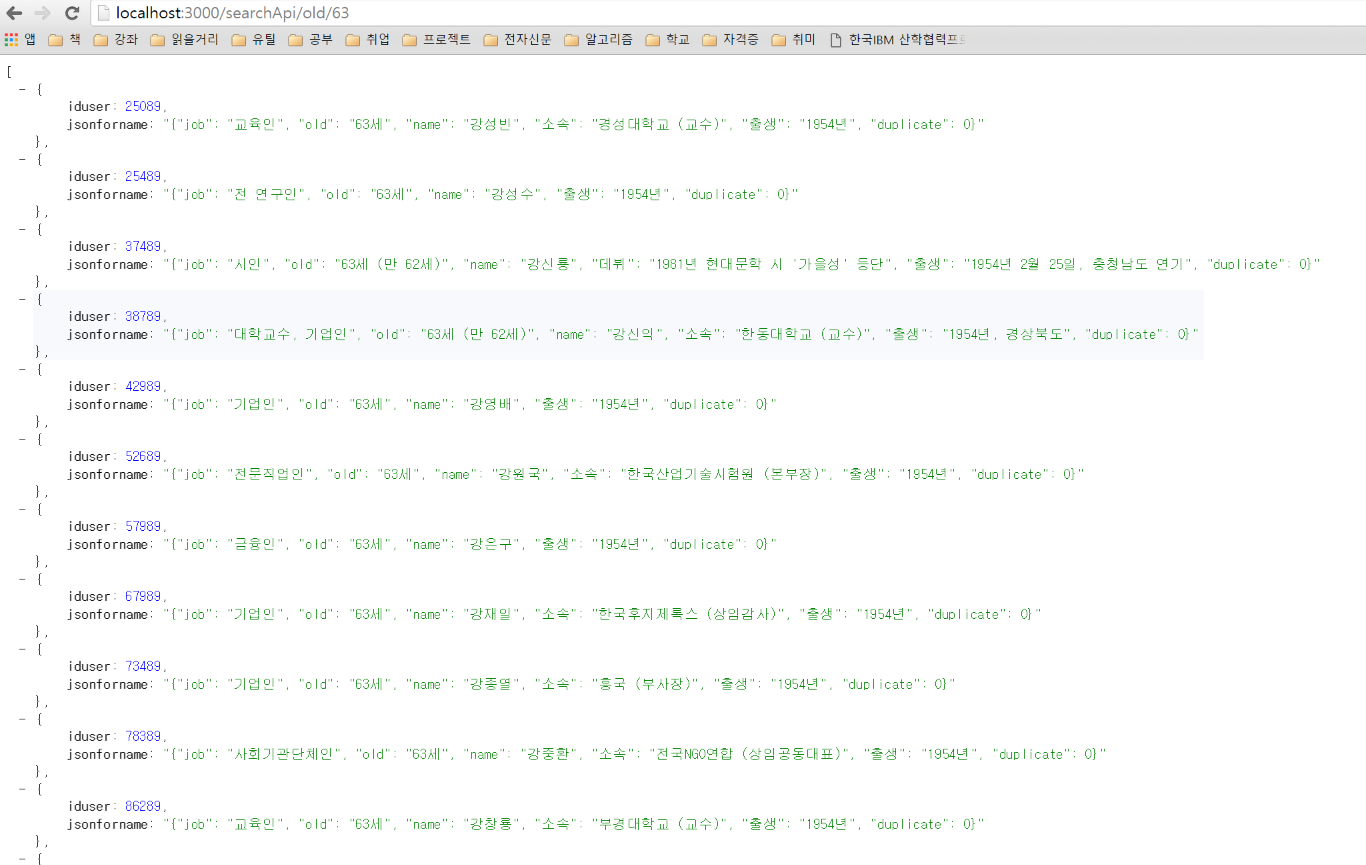 localhost:3000/searchApi/old/63
앱 책 강좌 읽을거리 유틸 공부 취업 프로젝트 전자신문 알고리즘 학교 자격증 취미 한국IBM 산학협력프로
[
- {
iduser: 25089,
jsonforname: "{"job": "교육인", "old": "63세", "name": "강성빈", "소속": "경성대학교 (교수)", "출생": "1954년", "duplicate": 0}"
},
- {
iduser: 25489,
jsonforname: "{"job": "전 연구인", "old": "63세", "name": "강성수", "출생": "1954년", "duplicate": 0}"
},
- {
iduser: 37489,
jsonforname: "{"job": "시인", "old": "63세 (만 62세)", "name": "강신룡", "데뷔": "1981년 현대문학 시 '가을성' 등단", "출생": "1954년 2월 25일, 충청남도 연기", "duplicate": 0}"
},
- {
iduser: 38789,
jsonforname: "{"job": "대학교수, 기업인", "old": "63세 (만 62세)", "name": "강신익", "소속": "한동대학교 (교수)", "출생": "1954년, 경상북도", "duplicate": 0}"
},
- {
iduser: 42989,
jsonforname: "{"job": "기업인", "old": "63세", "name": "강영배", "출생": "1954년", "duplicate": 0}"
},
- {
iduser: 52689,
jsonforname: "{"job": "전문직업인", "old": "63세", "name": "강원국", "소속": "한국산업기술시험원 (본부장)", "출생": "1954년", "duplicate": 0}"
},
- {
iduser: 57989,
jsonforname: "{"job": "금융인", "old": "63세", "name": "강은구", "출생": "1954년", "duplicate": 0}"
},
- {
iduser: 67989,
jsonforname: "{"job": "기업인", "old": "63세", "name": "강재일", "소속": "한국후지제록스 (상임감사)", "출생": "1954년", "duplicate": 0}"
},
- {
iduser: 73489,
jsonforname: "{"job": "기업인", "old": "63세", "name": "강종열", "소속": "흥국 (부사장)", "출생": "1954년", "duplicate": 0}"
},
- {
iduser: 78389,
jsonforname: "{"job": "사회기관단체인", "old": "63세", "name": "강중환", "소속": "전국NGO연합 (상임공동대표)", "출생": "1954년", "duplicate": 0}"
},
- {
iduser: 86289,
jsonforname: "{"job": "교육인", "old": "63세", "name": "강창룡", "소속": "부경대학교 (교수)", "출생": "1954년", "duplicate": 0}"
},
- {